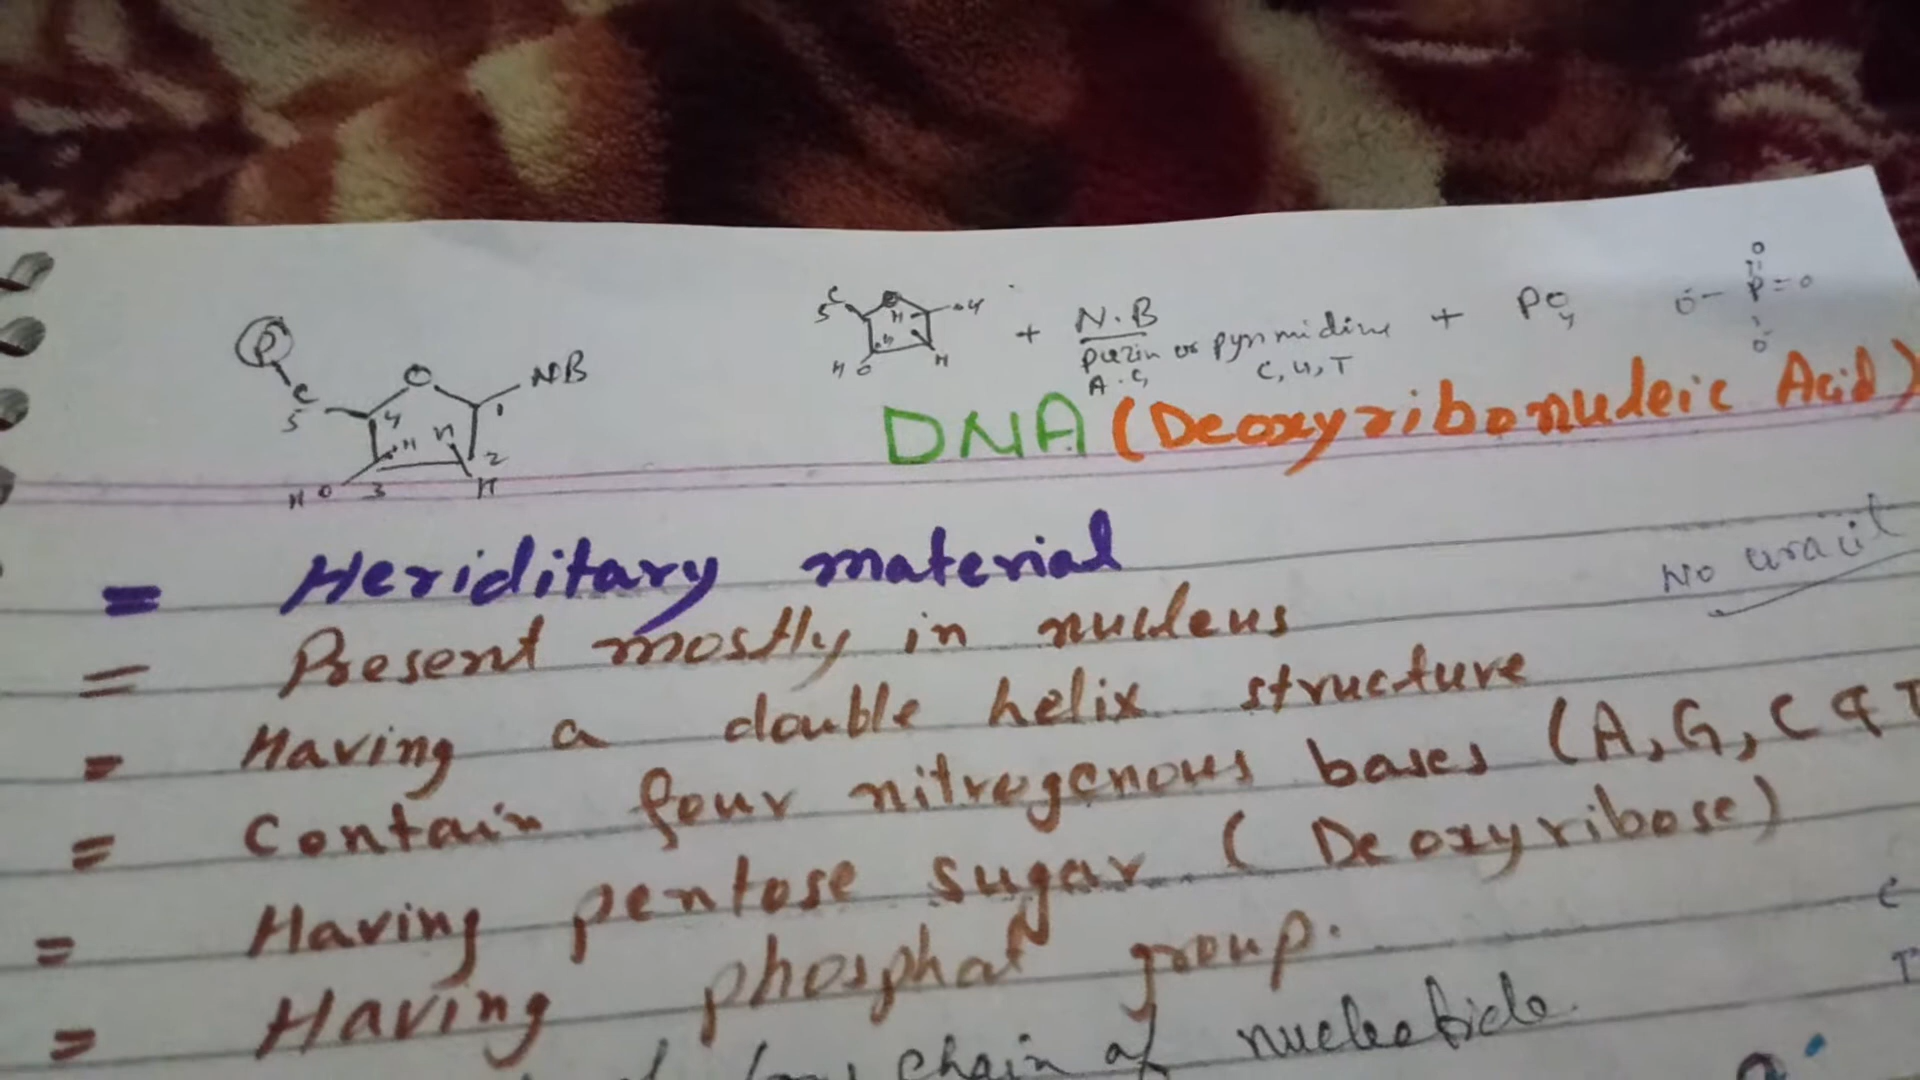 P
C
5
O
NB
4
1
H
H
2
HO 3 H
C
5
H
OH
HO
H
+ N.B + PO4
purin or pyrimidine
A.G C, U, T
O
O- P=O
O
DNA (Deoxyribonucleic Acid)
No uracil
= Heriditary material
= Present mostly in nucleus
= Having a double helix structure
= Contain four nitrogenous bases (A, G, C & T
= Having pentose sugar (Deoxyribose)
= Having phosphat group.
chain of nucleotide.